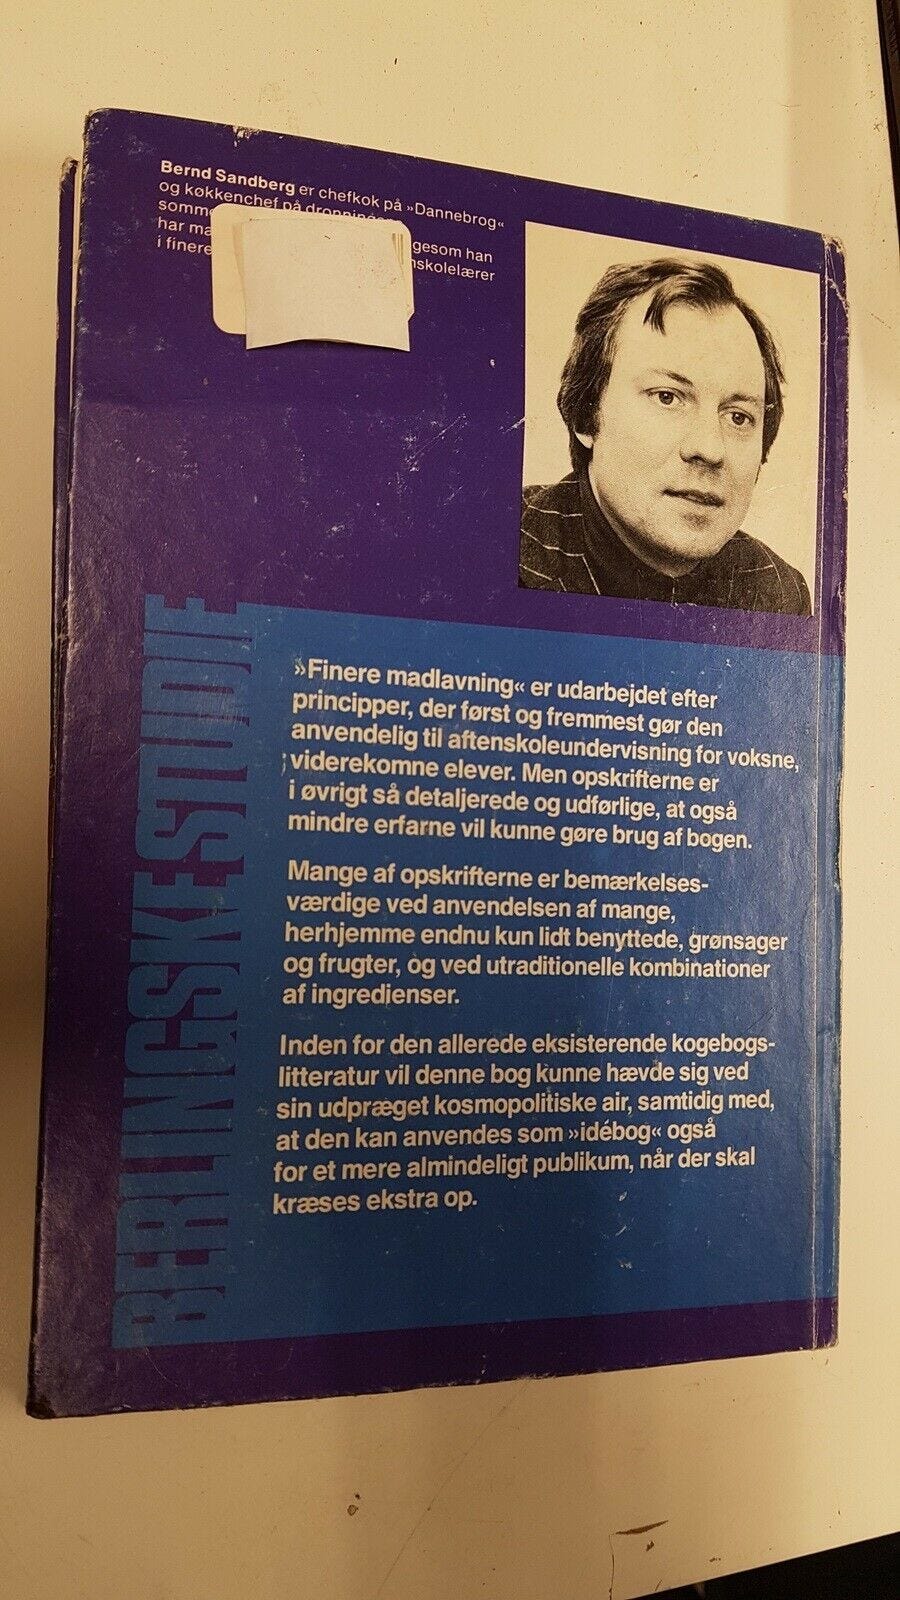 Bernd Sandberg er chefkok på »Dannebrog«
og køkkenchef på
har gesom han
i finere
»Finere madlavning« er udarbejdet efter
principper, der først og fremmest gør den
anvendelig til aftenskoleundervisning for voksne,
viderekomne elever. Men opskrifterne er
i øvrigt så detaljerede og udførlige, at også
mindre erfarne vil kunne gøre brug af bogen.
Mange af opskrifterne er bemærkelses-
værdige ved anvendelsen af mange,
herhjemme endnu kun lidt benyttede, grønsager
og frugter, og ved utraditionelle kombinationer
af ingredienser.
Inden for den allerede eksisterende kogebogs-
litteratur vil denne bog kunne hævde sig ved
sin udpræget kosmopolitiske air, samtidig med,
at den kan anvendes som »idébog« også
for et mere almindeligt publikum, når der skal
kræses ekstra op.
BERLINGSKE STUDIE